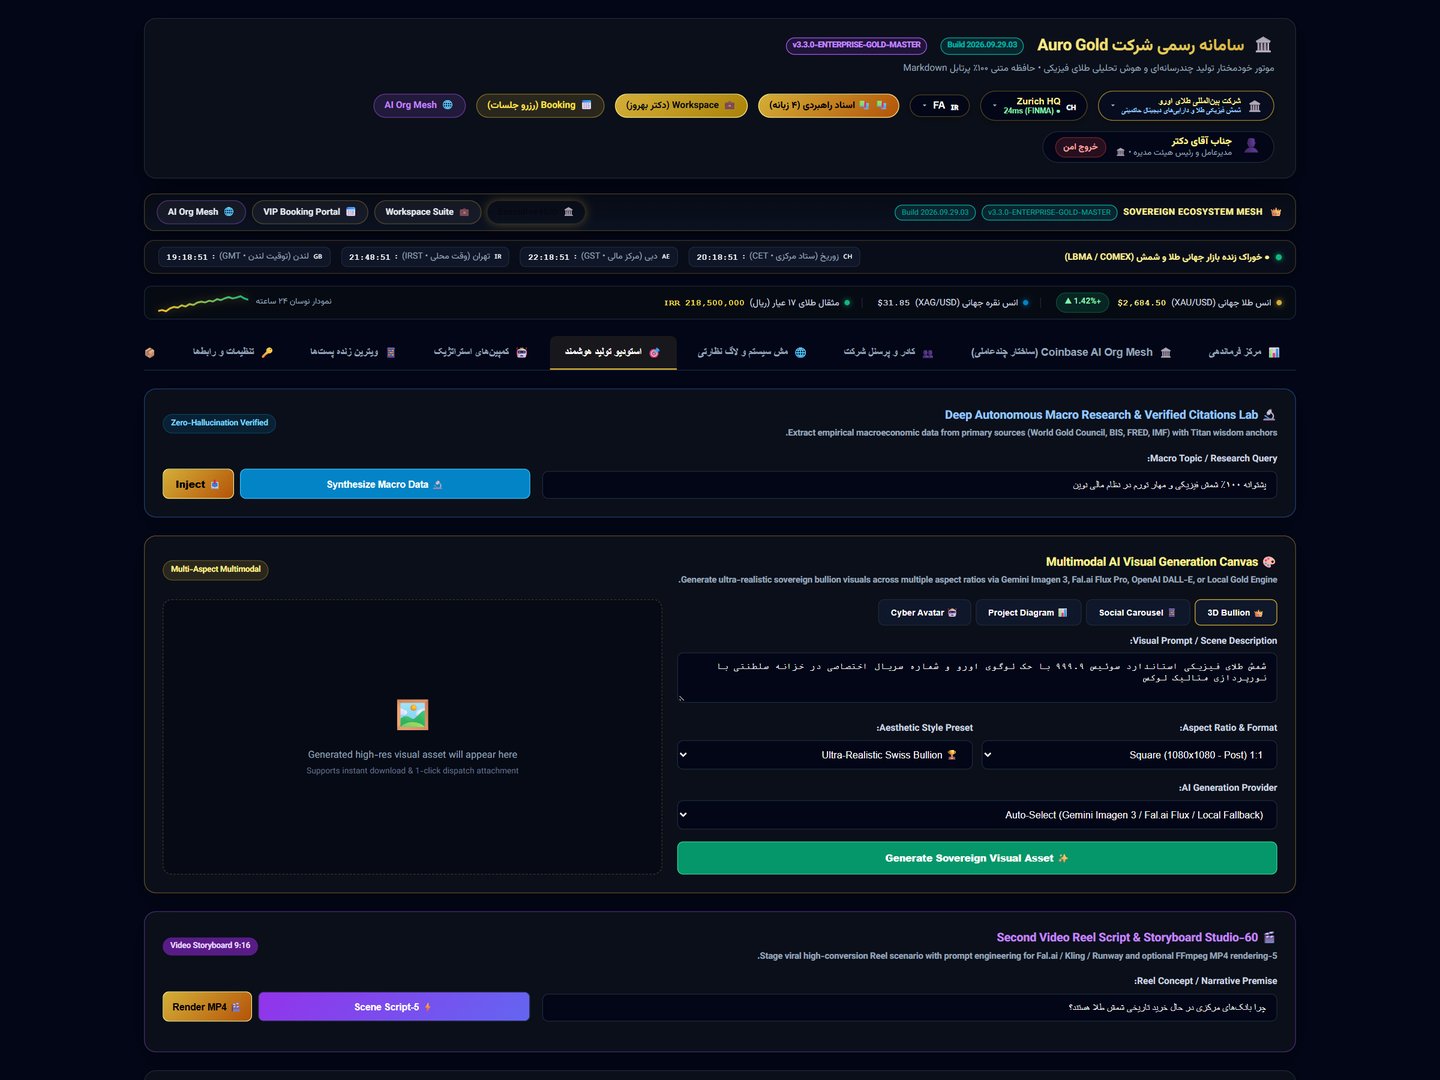 سامانه رسمی شرکت Auro Gold
Build 2026.09.29.03
v3.3.0-ENTERPRISE-GOLD-MASTER
موتور خودمختار تولید چندرسانه‌ای و هوش تحلیلی طلای فیزیکی • حافظه متنی ۱۰۰٪ پرتابل Markdown
شرکت بین‌المللی طلای اورو
شمش فیزیکی طلا و دارایی‌های دیجیتال حاکمیتی
CH
Zurich HQ
24ms (FINMA) ●
IR FA
اسناد راهبردی (۴ زبانه)
Workspace (دکتر بهروز)
Booking (رزرو جلسات)
AI Org Mesh
جناب آقای دکتر
مدیرعامل و رئیس هیئت مدیره •
خروج امن
SOVEREIGN ECOSYSTEM MESH
v3.3.0-ENTERPRISE-GOLD-MASTER
Build 2026.09.29.03
Workspace Suite
VIP Booking Portal
AI Org Mesh
● خوراک زنده بازار جهانی طلا و شمش (LBMA / COMEX)
CH زوریخ (ستاد مرکزی • CET) : 20:18:51
AE دبی (مرکز مالی • GST) : 22:18:51
IR تهران (وقت محلی • IRST) : 21:48:51
GB لندن (توقیت لندن • GMT) : 19:18:51
انس طلا جهانی (XAU/USD) $2,684.50 ▲ 1.42%+
انس نقره جهانی (XAG/USD) $31.85
مثقال طلای ۱۷ عیار (ریال) 218,500,000 IRR
نمودار نوسان ۲۴ ساعته
مرکز فرماندهی
Coinbase AI Org Mesh (ساختار چندعاملی)
کادر و پرسنل شرکت
مش سیستم و لاگ نظارتی
استودیو تولید هوشمند
کمپین‌های استراتژیک
ویترین زنده پست‌ها
تنظیمات و رابط‌ها
Deep Autonomous Macro Research & Verified Citations Lab
Zero-Hallucination Verified
.Extract empirical macroeconomic data from primary sources (World Gold Council, BIS, FRED, IMF) with Titan wisdom anchors
:Macro Topic / Research Query
پشتوانه ۱۰۰٪ شمش فیزیکی و مهار تورم در نظام مالی نوین
Synthesize Macro Data
Inject
Multimodal AI Visual Generation Canvas
Multi-Aspect Multimodal
.Generate ultra-realistic sovereign bullion visuals across multiple aspect ratios via Gemini Imagen 3, Fal.ai Flux Pro, OpenAI DALL-E, or Local Gold Engine
3D Bullion
Social Carousel
Project Diagram
Cyber Avatar
:Visual Prompt / Scene Description
شمش طلای فیزیکی استاندارد سوئیس ۹۹۹.۹ با حک لوگوی اورو و شماره سریال اختصاصی در خزانه سلطنتی با
نورپردازی متالیک لوکس
:Aspect Ratio & Format
Square (1080x1080 - Post) 1:1
:Aesthetic Style Preset
Ultra-Realistic Swiss Bullion
:AI Generation Provider
Auto-Select (Gemini Imagen 3 / Fal.ai Flux / Local Fallback)
Generate Sovereign Visual Asset
Generated high-res visual asset will appear here
Supports instant download & 1-click dispatch attachment
Second Video Reel Script & Storyboard Studio-60
Video Storyboard 9:16
.Stage viral high-conversion Reel scenario with prompt engineering for Fal.ai / Kling / Runway and optional FFmpeg MP4 rendering-5
:Reel Concept / Narrative Premise
چرا بانک‌های مرکزی در حال خرید تاریخی شمش طلا هستند؟
Scene Script-5
Render MP4